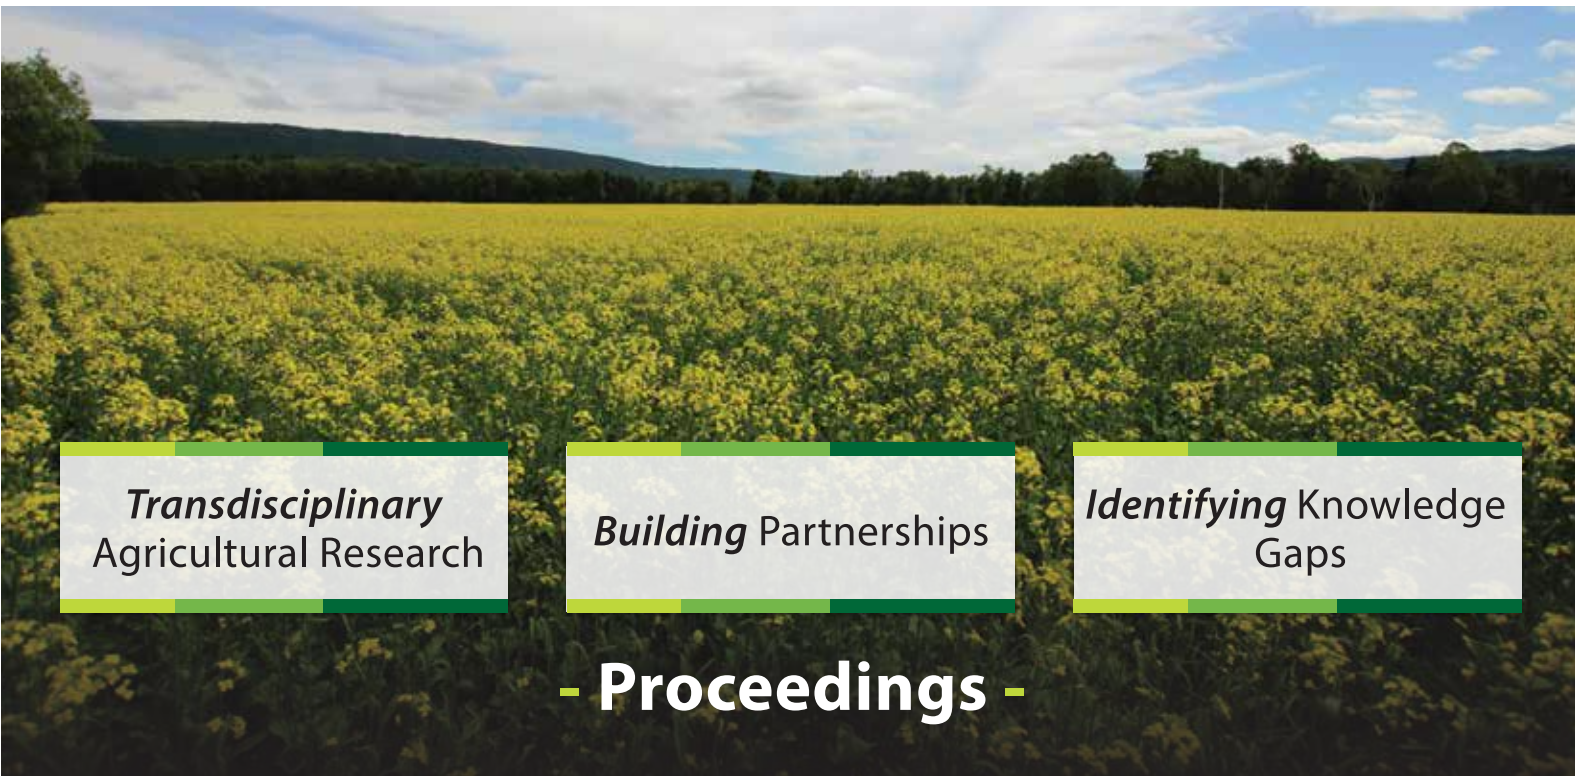 Transdisciplinary
Agricultural Research
Building Partnerships
Identifying Knowledge
Gaps
- Proceedings -